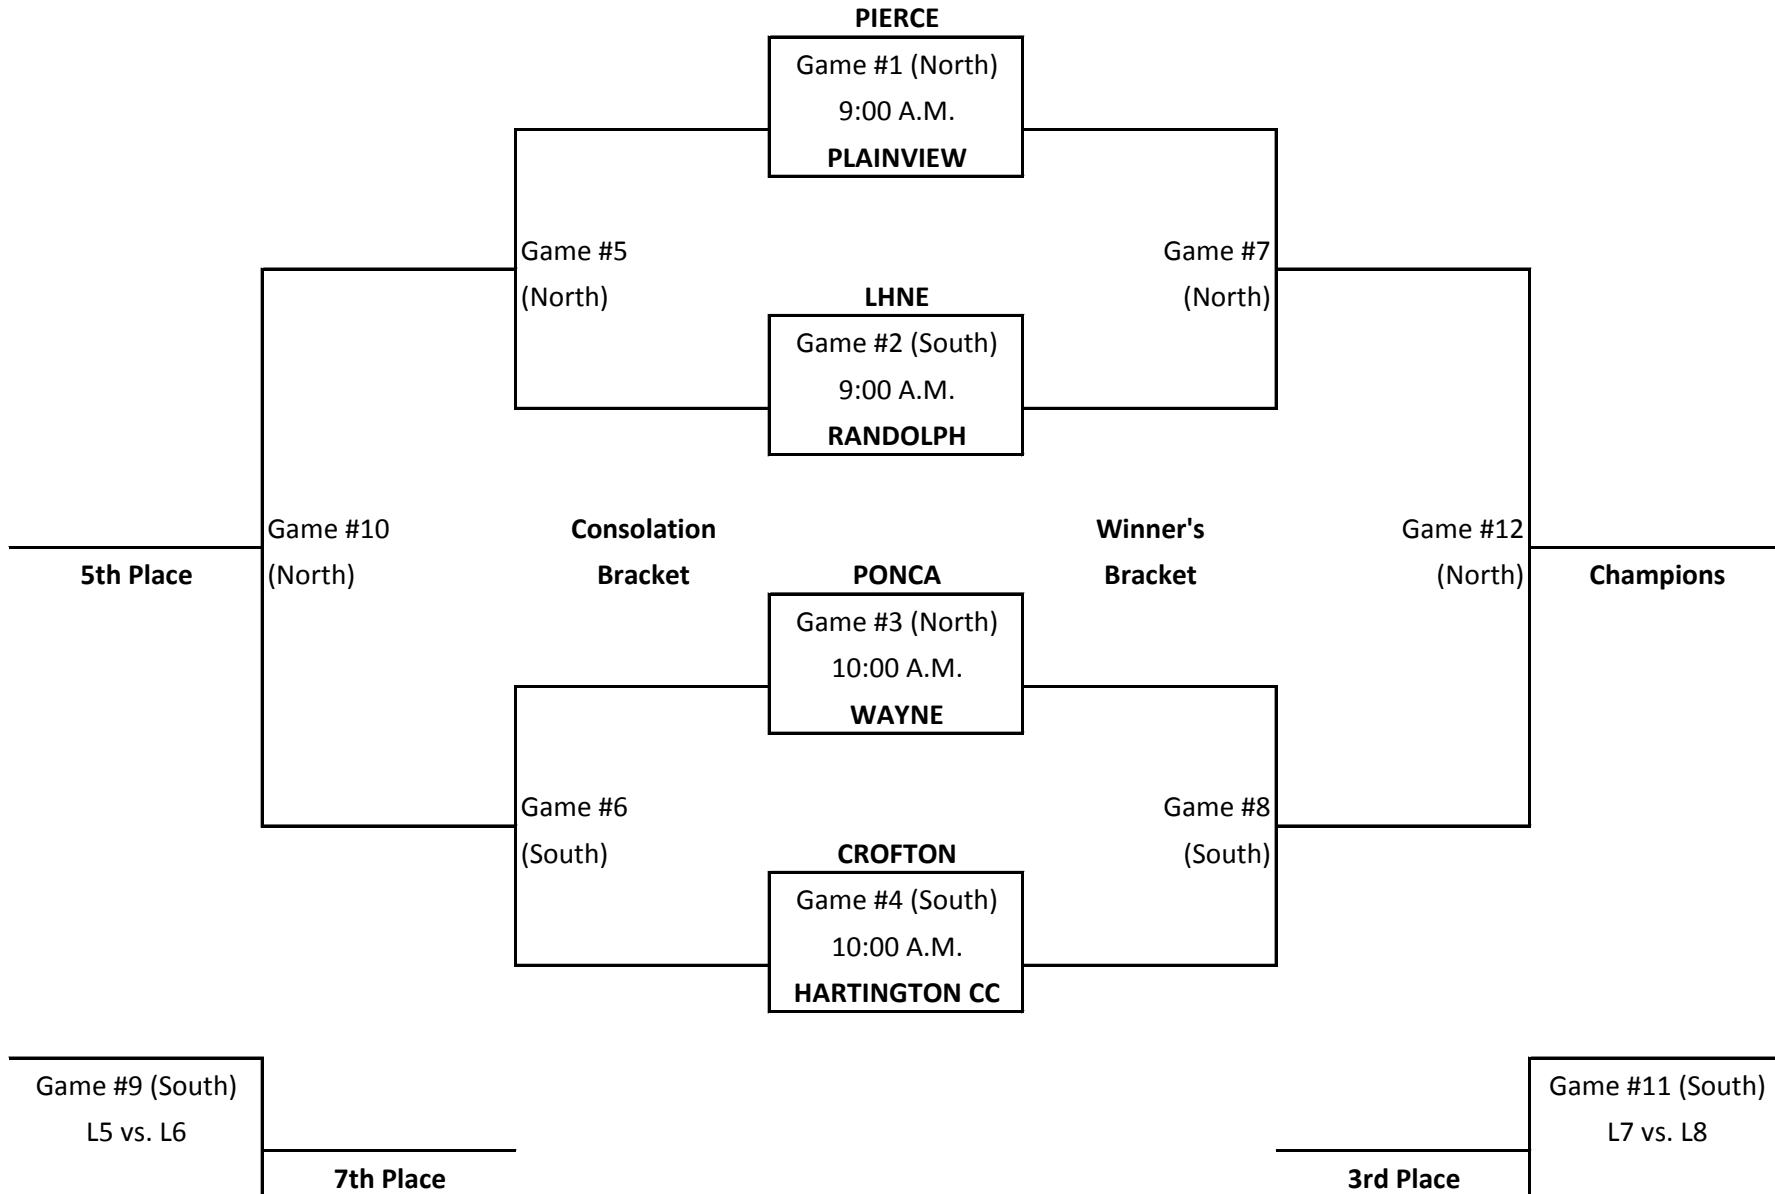 PIERCE
Game #1 (North)
9:00 A.M.
PLAINVIEW
Game #5
(North)
Game #7
(North)
LHNE
Game #2 (South)
9:00 A.M.
RANDOLPH
Game #10
(North)
5th Place
Consolation
Bracket
Winner's
Bracket
Game #12
(North)
Champions
PONCA
Game #3 (North)
10:00 A.M.
WAYNE
Game #6
(South)
Game #8
(South)
CROFTON
Game #4 (South)
10:00 A.M.
HARTINGTON CC
Game #9 (South)
L5 vs. L6
7th Place
Game #11 (South)
L7 vs. L8
3rd Place